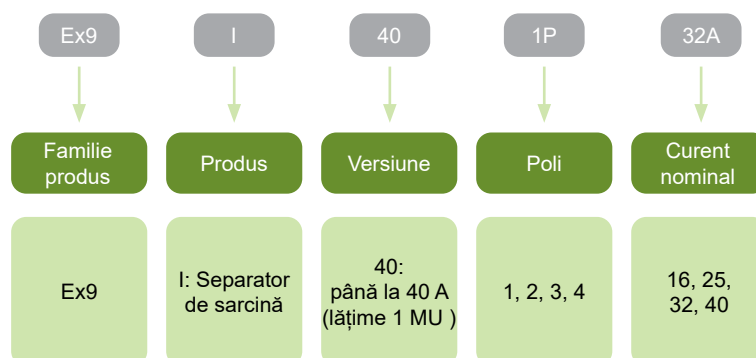 Ex9
I
40
1P
32A
Familie
produs
Produs
Versiune
Poli
Curent
nominal
Ex9
I: Separator
de sarcină
40:
până la 40 A
(lățime 1 MU )
1, 2, 3, 4
16, 25,
32, 40